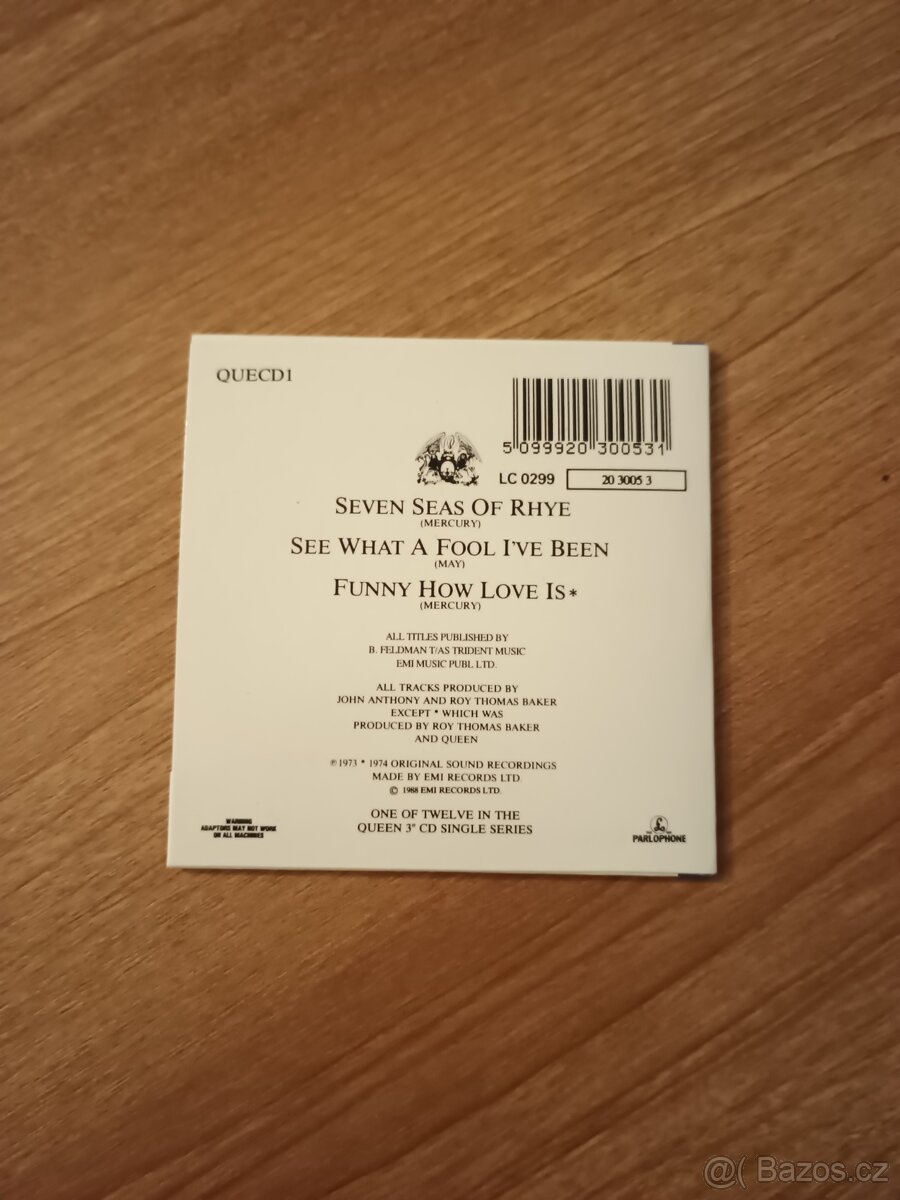 QUECD1
5 099920 300531
LC 0299
20 3005 3
SEVEN SEAS OF RHYE
(MERCURY)
SEE WHAT A FOOL I'VE BEEN
(MAY)
FUNNY HOW LOVE IS*
(MERCURY)
ALL TITLES PUBLISHED BY
B. FELDMAN T/AS TRIDENT MUSIC
EMI MUSIC PUBL LTD.
ALL TRACKS PRODUCED BY
JOHN ANTHONY AND ROY THOMAS BAKER
EXCEPT * WHICH WAS
PRODUCED BY ROY THOMAS BAKER
AND QUEEN
℗ 1973 * 1974 ORIGINAL SOUND RECORDINGS
MADE BY EMI RECORDS LTD
© 1988 EMI RECORDS LTD.
ONE OF TWELVE IN THE
QUEEN 3" CD SINGLE SERIES
WARNING
ADAPTORS MAY NOT WORK
ON ALL MACHINES
PARLOPHONE
@( Bazos.cz